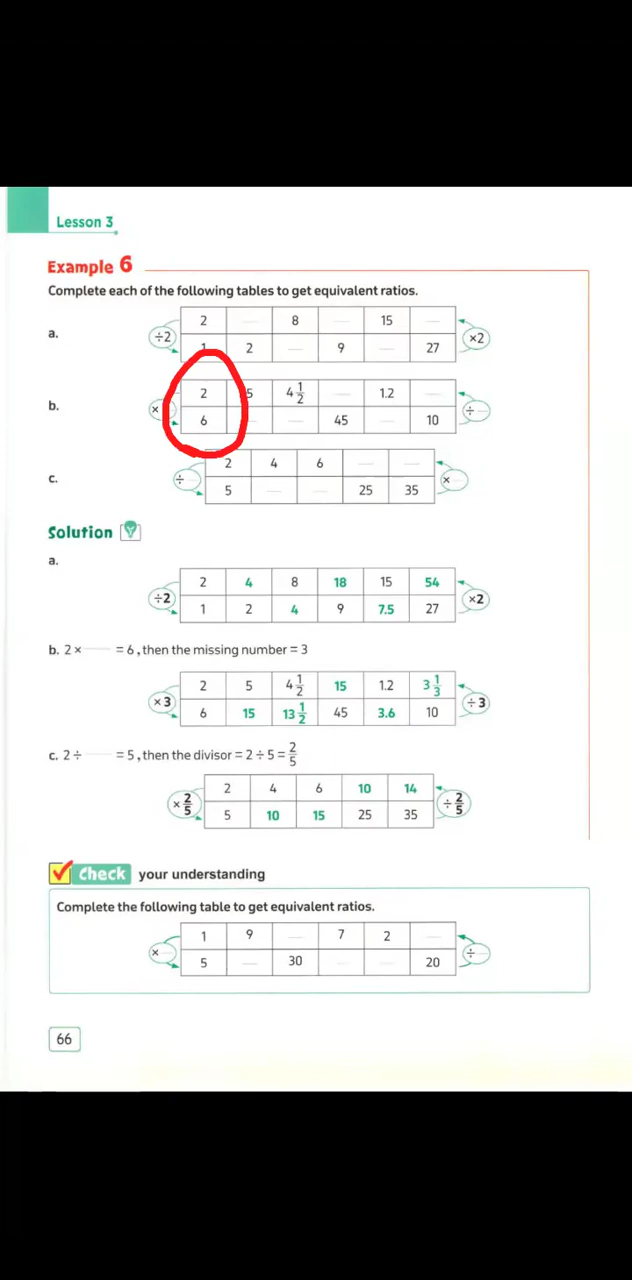 Lesson 3
Example 6
Complete each of the following tables to get equivalent ratios.
a.
÷2
2 — 8 — 15 —
1 2 — 9 — 27
×2
b.
×
2 5 4 1/2 — 1.2 —
6 — — 45 — 10
÷
c.
÷
2 4 6 — —
5 — — 25 35
×
Solution
a.
÷2
2 4 8 18 15 54
1 2 4 9 7.5 27
×2
b. 2 × — = 6 , then the missing number = 3
×3
2 5 4 1/2 15 1.2 3 1/3
6 15 13 1/2 45 3.6 10
÷3
c. 2 ÷ — = 5 , then the divisor = 2 ÷ 5 = 2/5
× 2/5
2 4 6 10 14
5 10 15 25 35
÷ 2/5
Check your understanding
Complete the following table to get equivalent ratios.
×
1 9 — 7 2 —
5 — 30 — — 20
÷
66